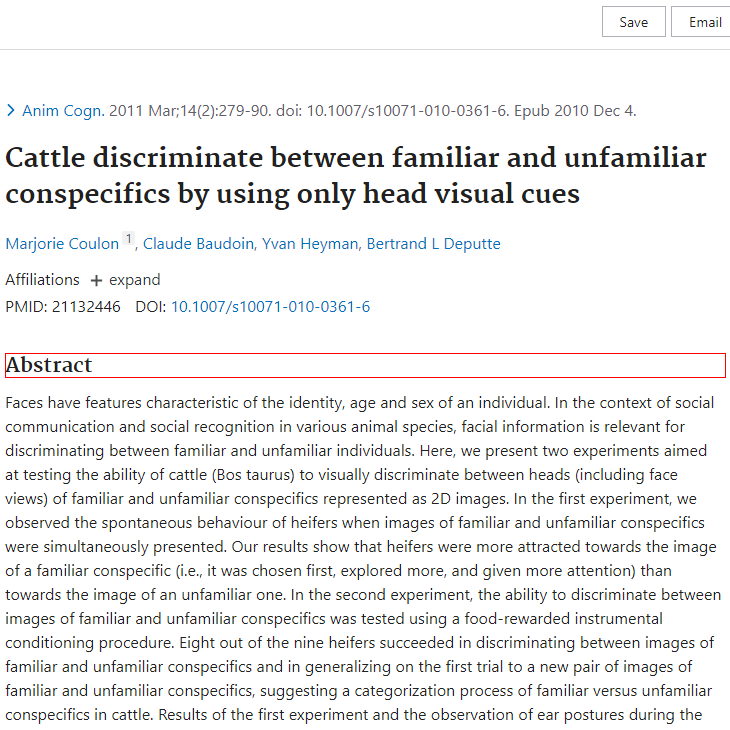 Save
Email
Anim Cogn. 2011 Mar;14(2):279-90. doi: 10.1007/s10071-010-0361-6. Epub 2010 Dec 4.
Cattle discriminate between familiar and unfamiliar
conspecifics by using only head visual cues
Marjorie Coulon 1, Claude Baudoin, Yvan Heyman, Bertrand L Deputte
Affiliations + expand
PMID: 21132446 DOI: 10.1007/s10071-010-0361-6
Abstract
Faces have features characteristic of the identity, age and sex of an individual. In the context of social
communication and social recognition in various animal species, facial information is relevant for
discriminating between familiar and unfamiliar individuals. Here, we present two experiments aimed
at testing the ability of cattle (Bos taurus) to visually discriminate between heads (including face
views) of familiar and unfamiliar conspecifics represented as 2D images. In the first experiment, we
observed the spontaneous behaviour of heifers when images of familiar and unfamiliar conspecifics
were simultaneously presented. Our results show that heifers were more attracted towards the image
of a familiar conspecific (i.e., it was chosen first, explored more, and given more attention) than
towards the image of an unfamiliar one. In the second experiment, the ability to discriminate between
images of familiar and unfamiliar conspecifics was tested using a food-rewarded instrumental
conditioning procedure. Eight out of the nine heifers succeeded in discriminating between images of
familiar and unfamiliar conspecifics and in generalizing on the first trial to a new pair of images of
familiar and unfamiliar conspecifics, suggesting a categorization process of familiar versus unfamiliar
conspecifics in cattle. Results of the first experiment and the observation of ear postures during the